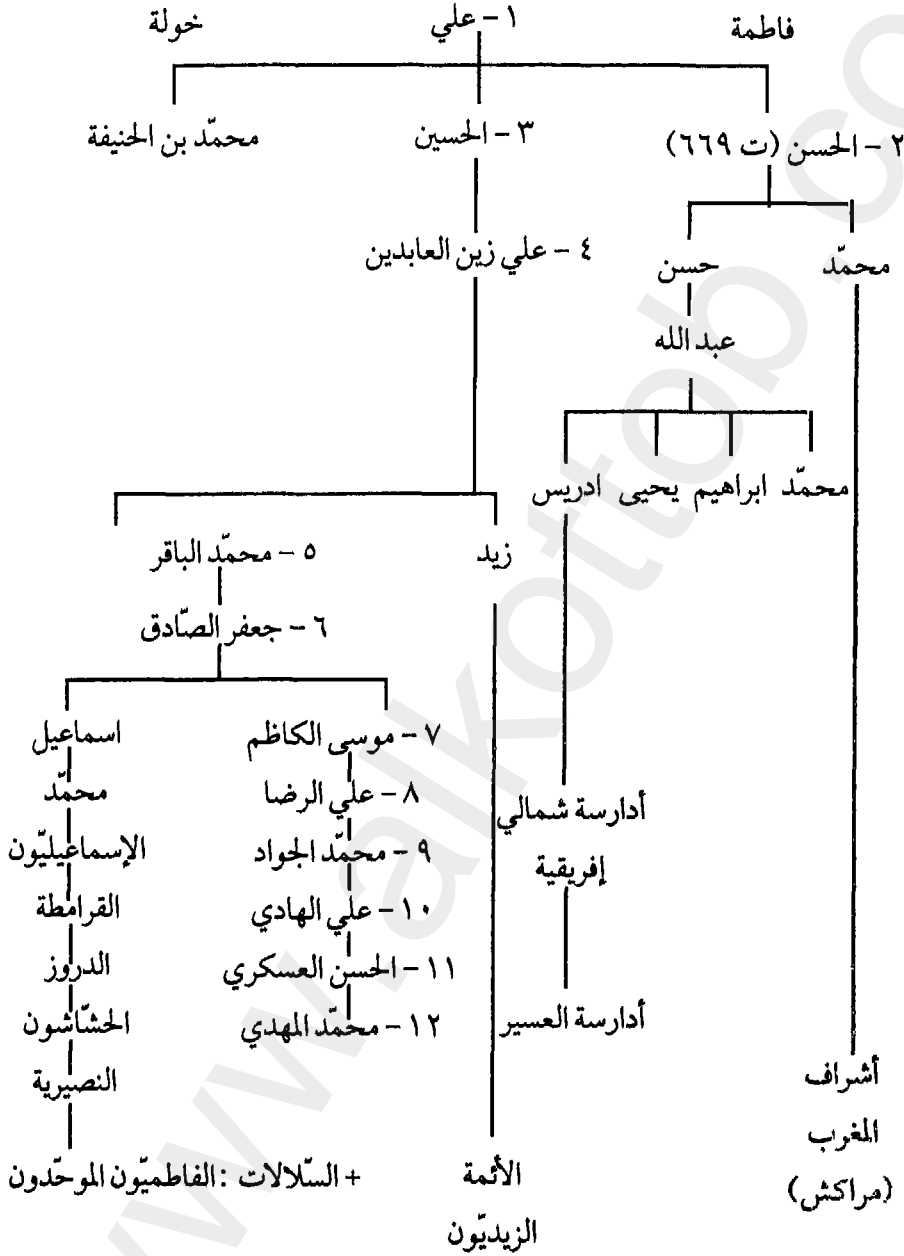 فاطمة ١ – علي خولة
٢ – الحسن (ت ٦٦٩) ٣ – الحسين محمّد بن الحنيفة
محمّد حسن ٤ – علي زين العابدين
عبد الله
محمّد ابراهيم يحيى ادريس
زيد ٥ – محمّد الباقر
٦ – جعفر الصّادق
٧ – موسى الكاظم اسماعيل
٨ – علي الرضا محمّد
أدارسة شمالي
٩ – محمّد الجواد الإسماعيليّون
إفريقية
١٠ – علي الهادي القرامطة
١١ – الحسن العسكري الدروز
أدارسة العسير ١٢ – محمّد المهدي الحشّاشون
أشراف النصيرية
المغرب
(مراكش)
الأئمة + السّلالات : الفاطميّون الموحّدون
الزيديّون
www.alkottob.co